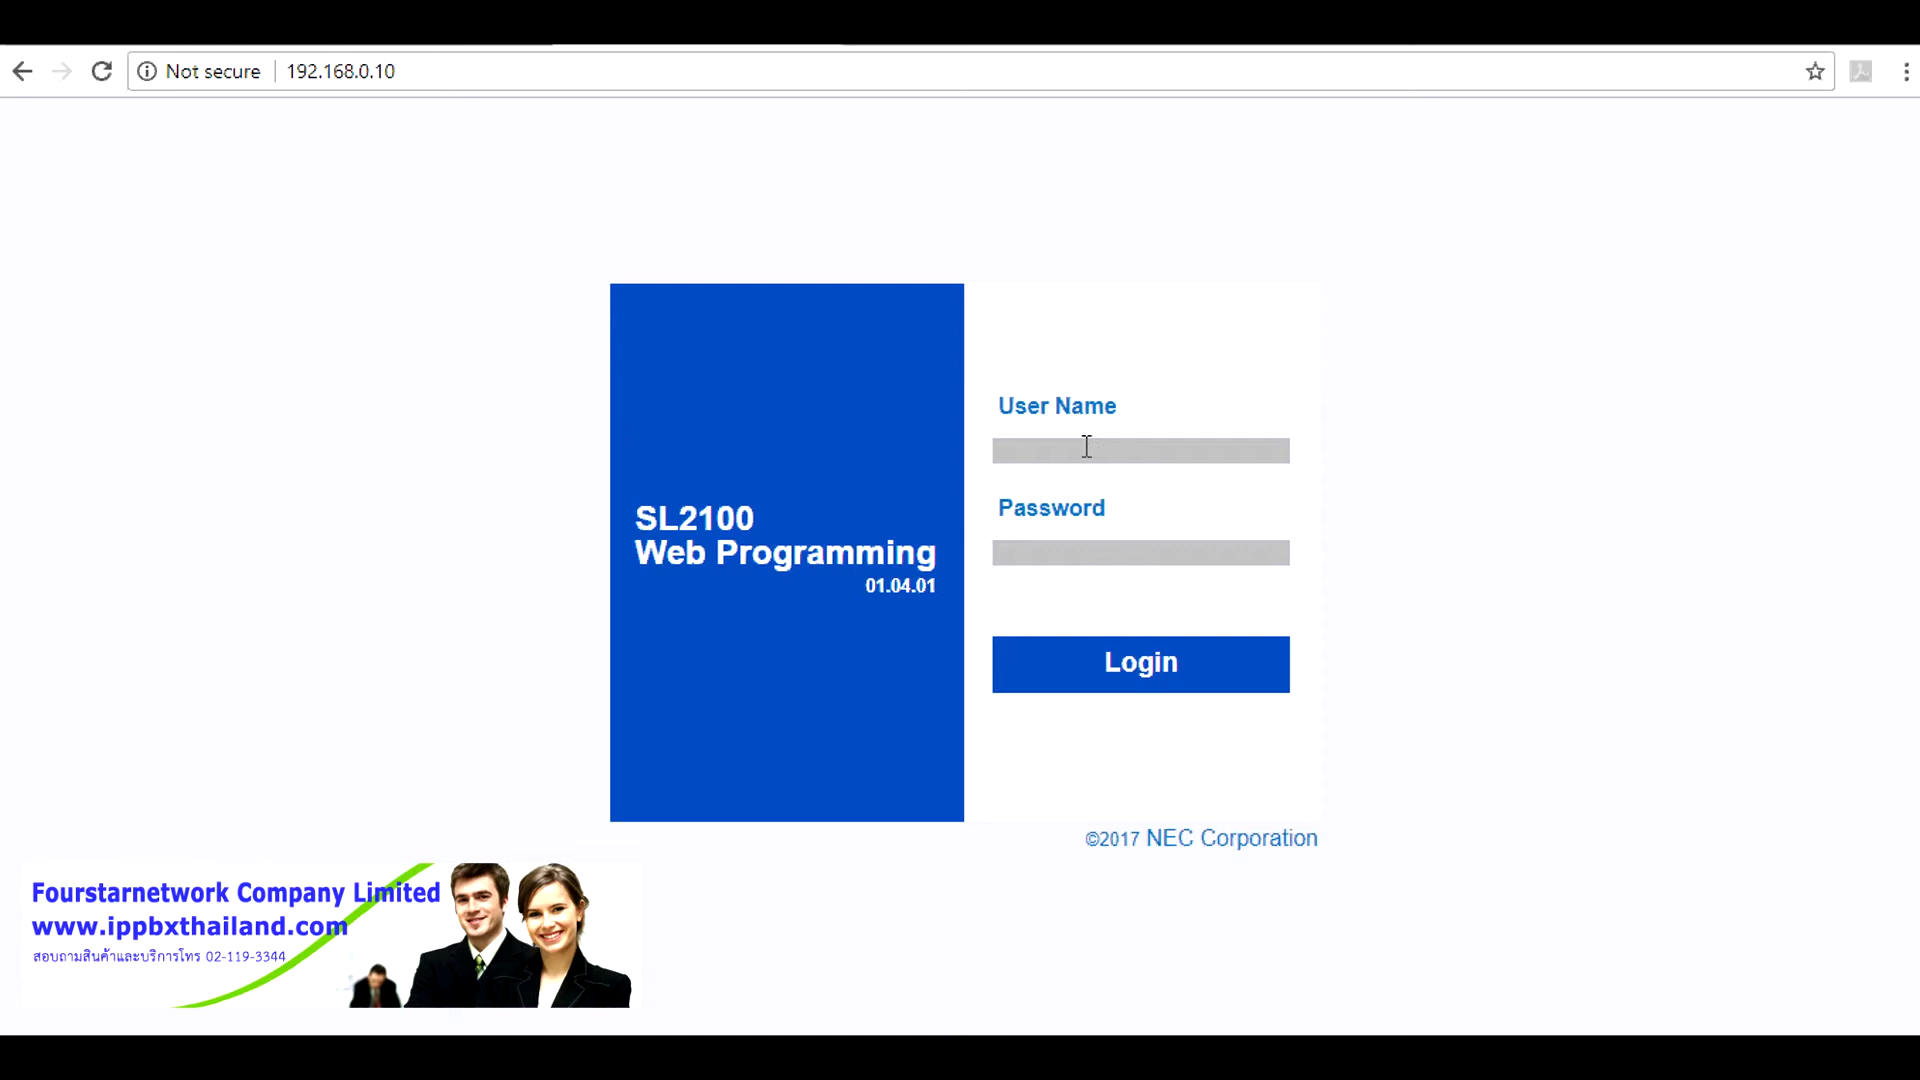 Not secure
192.168.0.10
User Name
Password
SL2100
Web Programming
01.04.01
Login
©2017 NEC Corporation
Fourstarnetwork Company Limited
www.ippbxthailand.com
สอบถามสินค้าและบริการโทร 02-119-3344